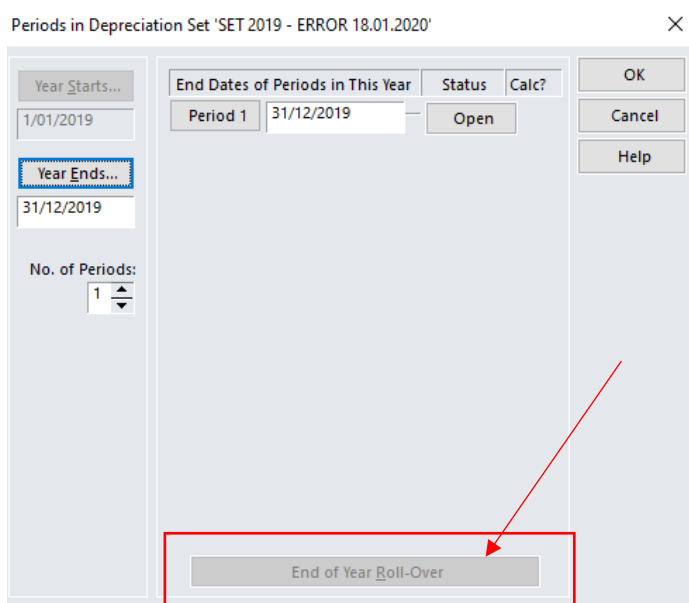 Periods in Depreciation Set 'SET 2019 - ERROR 18.01.2020'
Year Starts...
1/01/2019
Year Ends...
31/12/2019
No. of Periods:
1
End Dates of Periods in This Year Status Calc?
Period 1 31/12/2019 Open
End of Year Roll-Over
OK
Cancel
Help